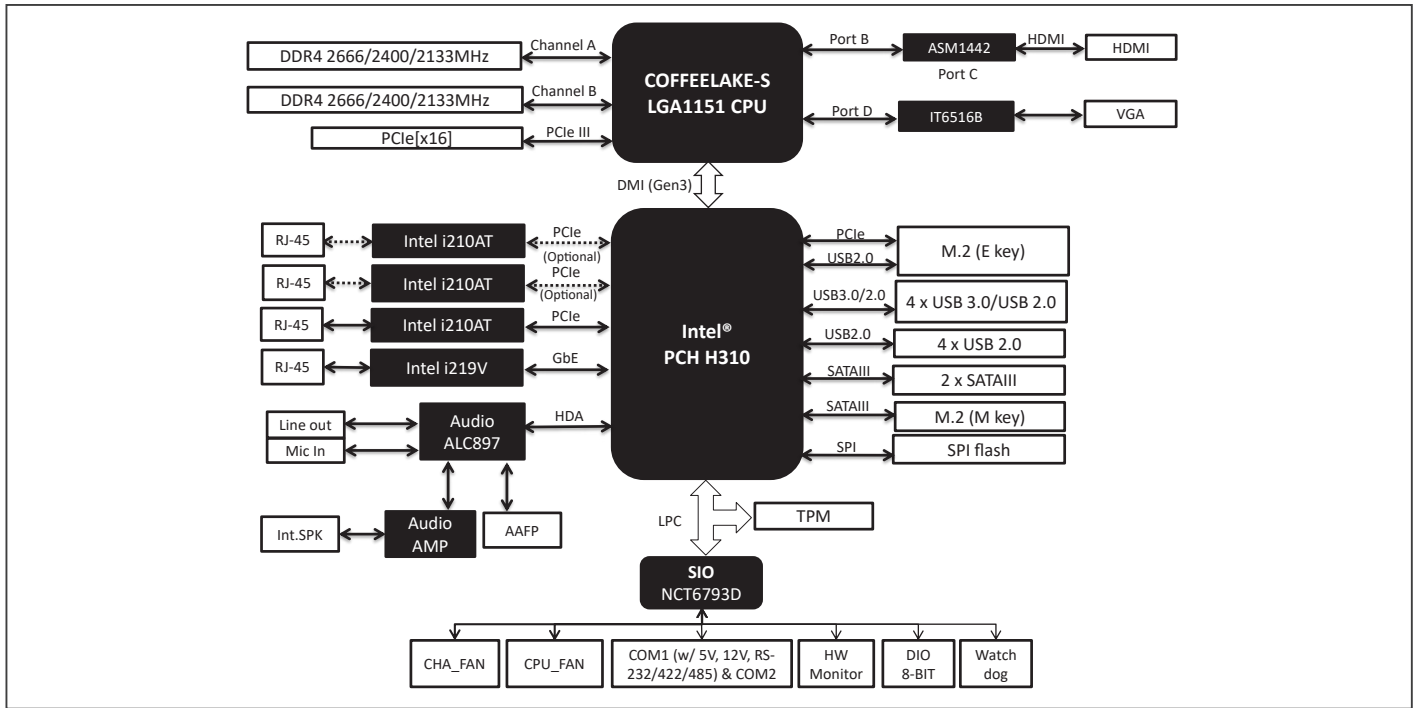 DDR4 2666/2400/2133MHz
Channel A
DDR4 2666/2400/2133MHz
Channel B
PCIe[x16]
PCIe III
COFFEELAKE-S
LGA1151 CPU
Port B
ASM1442
HDMI
HDMI
Port C
Port D
IT6516B
VGA
DMI (Gen3)
RJ-45
Intel i210AT
PCIe
(Optional)
RJ-45
Intel i210AT
PCIe
(Optional)
RJ-45
Intel i210AT
PCIe
RJ-45
Intel i219V
GbE
Line out
Mic In
Audio
ALC897
HDA
Int.SPK
Audio
AMP
AAFP
Intel®
PCH H310
PCIe
USB2.0
M.2 (E key)
USB3.0/2.0
4 x USB 3.0/USB 2.0
USB2.0
4 x USB 2.0
SATAIII
2 x SATAIII
SATAIII
M.2 (M key)
SPI
SPI flash
LPC
TPM
SIO
NCT6793D
CHA_FAN
CPU_FAN
COM1 (w/ 5V, 12V, RS-
232/422/485) & COM2
HW
Monitor
DIO
8-BIT
Watch
dog